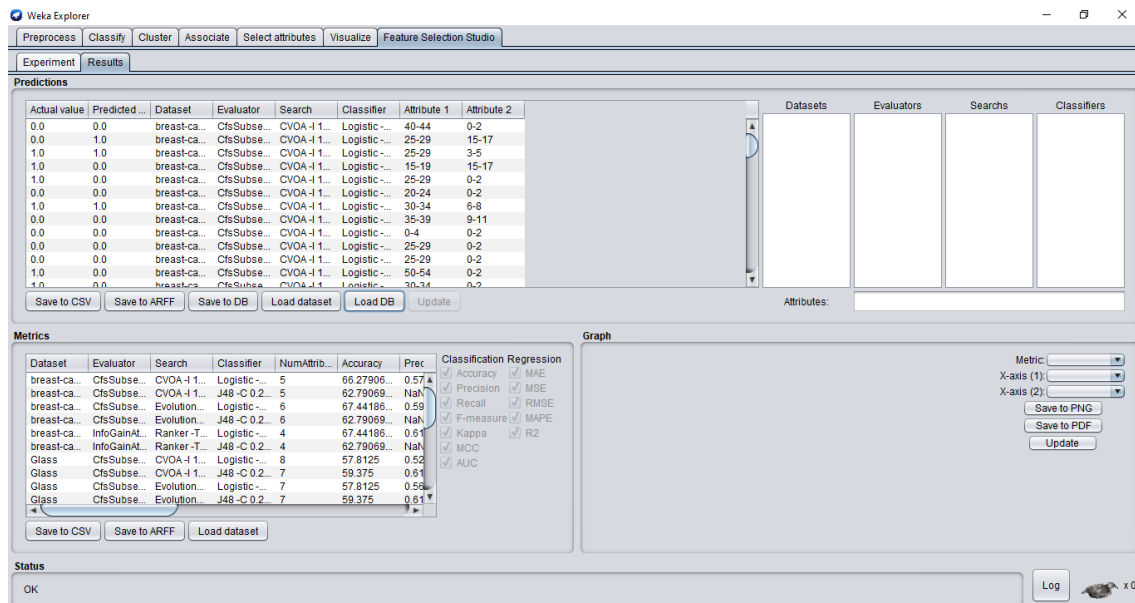 Weka Explorer
Preprocess Classify Cluster Associate Select attributes Visualize Feature Selection Studio
Experiment Results
Predictions
Actual value Predicted ... Dataset Evaluator Search Classifier Attribute 1 Attribute 2
0.0 0.0 breast-ca... CfsSubse... CVOA -I 1... Logistic -... 40-44 0-2
0.0 1.0 breast-ca... CfsSubse... CVOA -I 1... Logistic -... 25-29 15-17
1.0 1.0 breast-ca... CfsSubse... CVOA -I 1... Logistic -... 25-29 3-5
1.0 0.0 breast-ca... CfsSubse... CVOA -I 1... Logistic -... 15-19 15-17
1.0 0.0 breast-ca... CfsSubse... CVOA -I 1... Logistic -... 25-29 0-2
0.0 0.0 breast-ca... CfsSubse... CVOA -I 1... Logistic -... 20-24 0-2
1.0 1.0 breast-ca... CfsSubse... CVOA -I 1... Logistic -... 30-34 6-8
0.0 0.0 breast-ca... CfsSubse... CVOA -I 1... Logistic -... 35-39 9-11
0.0 0.0 breast-ca... CfsSubse... CVOA -I 1... Logistic -... 0-4 0-2
0.0 0.0 breast-ca... CfsSubse... CVOA -I 1... Logistic -... 25-29 0-2
0.0 0.0 breast-ca... CfsSubse... CVOA -I 1... Logistic -... 25-29 0-2
1.0 0.0 breast-ca... CfsSubse... CVOA -I 1... Logistic -... 50-54 0-2
1.0 0.0 breast-ca... CfsSubse... CVOA -I 1... Logistic -... 30-34 0-2
Datasets Evaluators Searchs Classifiers
Save to CSV Save to ARFF Save to DB Load dataset Load DB Update
Attributes:
Metrics
Dataset Evaluator Search Classifier NumAttrib... Accuracy Prec
breast-ca... CfsSubse... CVOA -I 1... Logistic -... 5 66.27906... 0.57
breast-ca... CfsSubse... CVOA -I 1... J48 -C 0.2... 5 62.79069... NaN
breast-ca... CfsSubse... Evolution... Logistic -... 6 67.44186... 0.59
breast-ca... CfsSubse... Evolution... J48 -C 0.2... 6 62.79069... NaN
breast-ca... InfoGainAt... Ranker -T... Logistic -... 4 67.44186... 0.61
breast-ca... InfoGainAt... Ranker -T... J48 -C 0.2... 4 62.79069... NaN
Glass CfsSubse... CVOA -I 1... Logistic -... 8 57.8125 0.52
Glass CfsSubse... CVOA -I 1... J48 -C 0.2... 7 59.375 0.61
Glass CfsSubse... Evolution... Logistic -... 7 57.8125 0.56
Glass CfsSubse... Evolution... J48 -C 0.2... 7 59.375 0.61
Classification Regression
Accuracy MAE
Precision MSE
Recall RMSE
F-measure MAPE
Kappa R2
MCC
AUC
Save to CSV Save to ARFF Load dataset
Graph
Metric:
X-axis (1):
X-axis (2):
Save to PNG
Save to PDF
Update
Status
OK
Log x 0